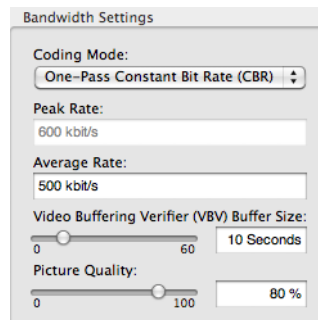 Bandwidth Settings
Coding Mode:
One-Pass Constant Bit Rate (CBR)
Peak Rate:
600 kbit/s
Average Rate:
500 kbit/s
Video Buffering Verifier (VBV) Buffer Size:
0 60 10 Seconds
Picture Quality:
0 100 80 %